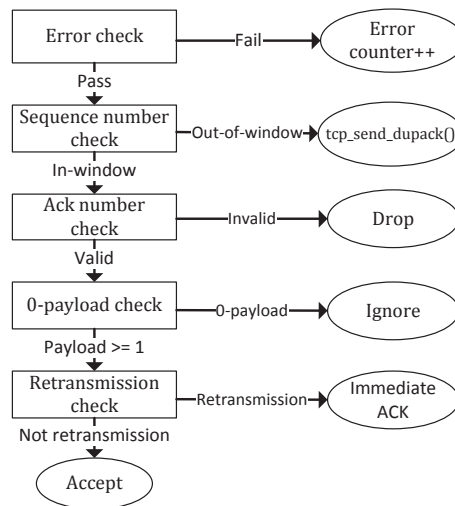 Error check
Fail
Error
counter++
Pass
Sequence number
check
Out-of-window
tcp_send_dupack()
In-window
Ack number
check
Invalid
Drop
Valid
0-payload check
0-payload
Ignore
Payload >= 1
Retransmission
check
Retransmission
Immediate
ACK
Not retransmission
Accept